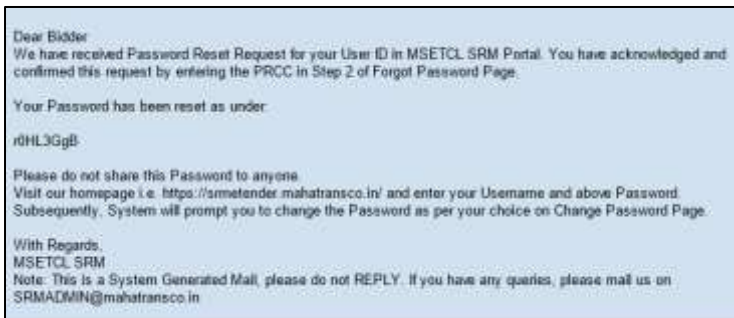 Dear Bidder
We have received Password Reset Request for your User ID in MSETCL SRM Portal. You have acknowledged and
confirmed this request by entering the PRCC in Step 2 of Forgot Password Page.
Your Password has been reset as under:
r0HL3GgB
Please do not share this Password to anyone.
Visit our homepage i.e. https://srmetender.mahatransco.in/ and enter your Username and above Password.
Subsequently, System will prompt you to change the Password as per your choice on Change Password Page.
With Regards,
MSETCL SRM
Note: This is a System Generated Mail, please do not REPLY. If you have any queries, please mail us on
SRMADMIN@mahatransco.in